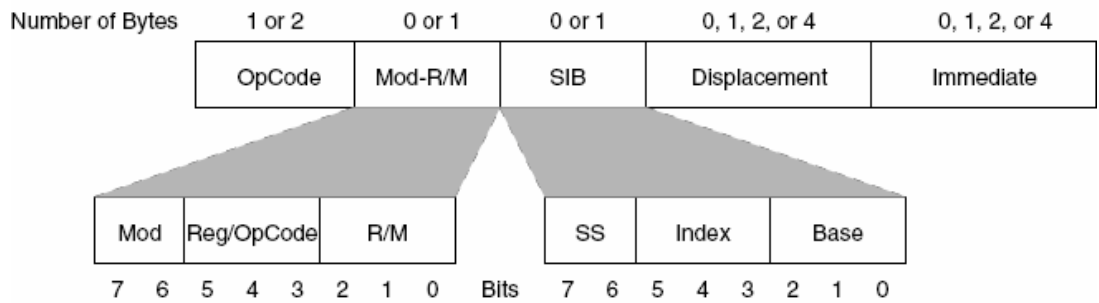 Number of Bytes 1 or 2 0 or 1 0 or 1 0, 1, 2, or 4 0, 1, 2, or 4
OpCode Mod-R/M SIB Displacement Immediate
Mod Reg/OpCode R/M SS Index Base
7 6 5 4 3 2 1 0 Bits 7 6 5 4 3 2 1 0